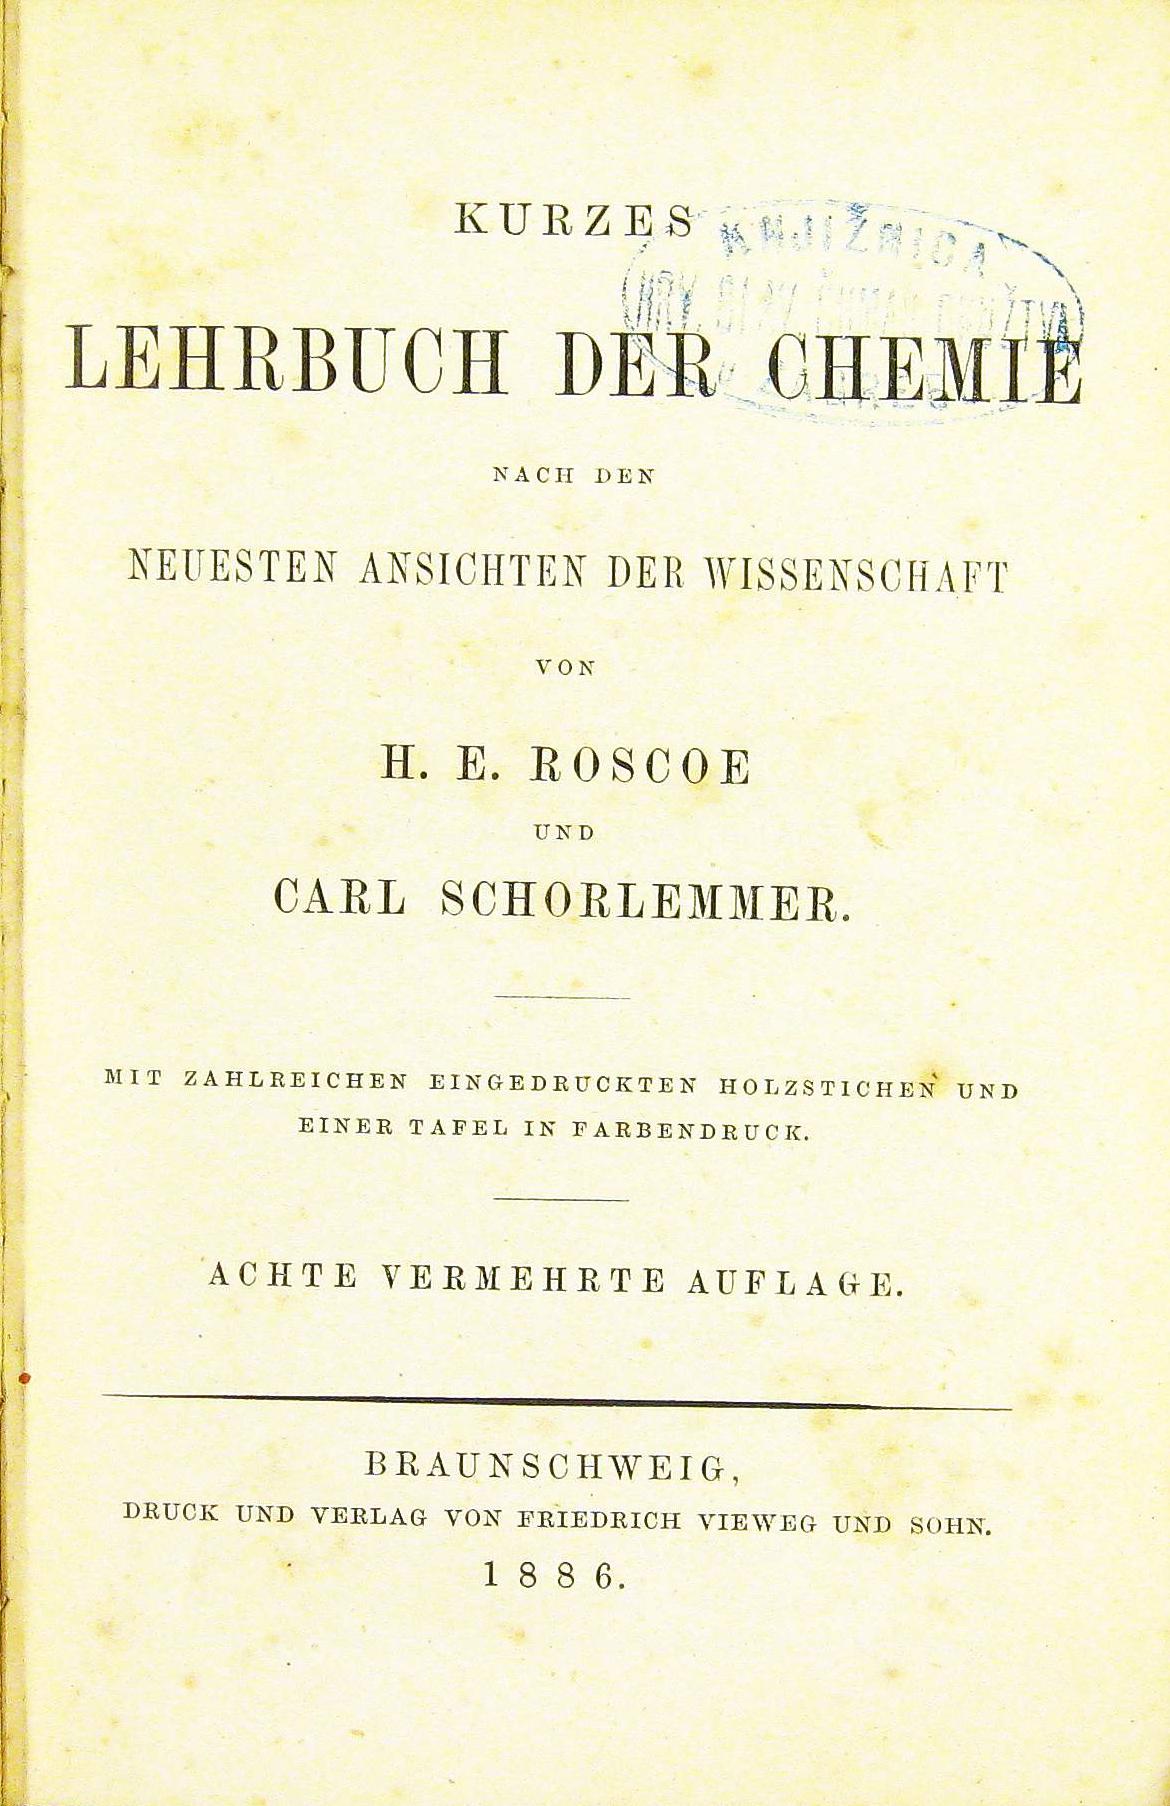 KURZES
KNJIŽNICA
LEHRBUCH DER CHEMIE
NACH DEN
NEUESTEN ANSICHTEN DER WISSENSCHAFT
VON
H. E. ROSCOE
UND
CARL SCHORLEMMER.
MIT ZAHLREICHEN EINGEDRUCKTEN HOLZSTICHEN UND
EINER TAFEL IN FARBENDRUCK.
ACHTE VERMEHRTE AUFLAGE.
BRAUNSCHWEIG,
DRUCK UND VERLAG VON FRIEDRICH VIEWEG UND SOHN.
1886.